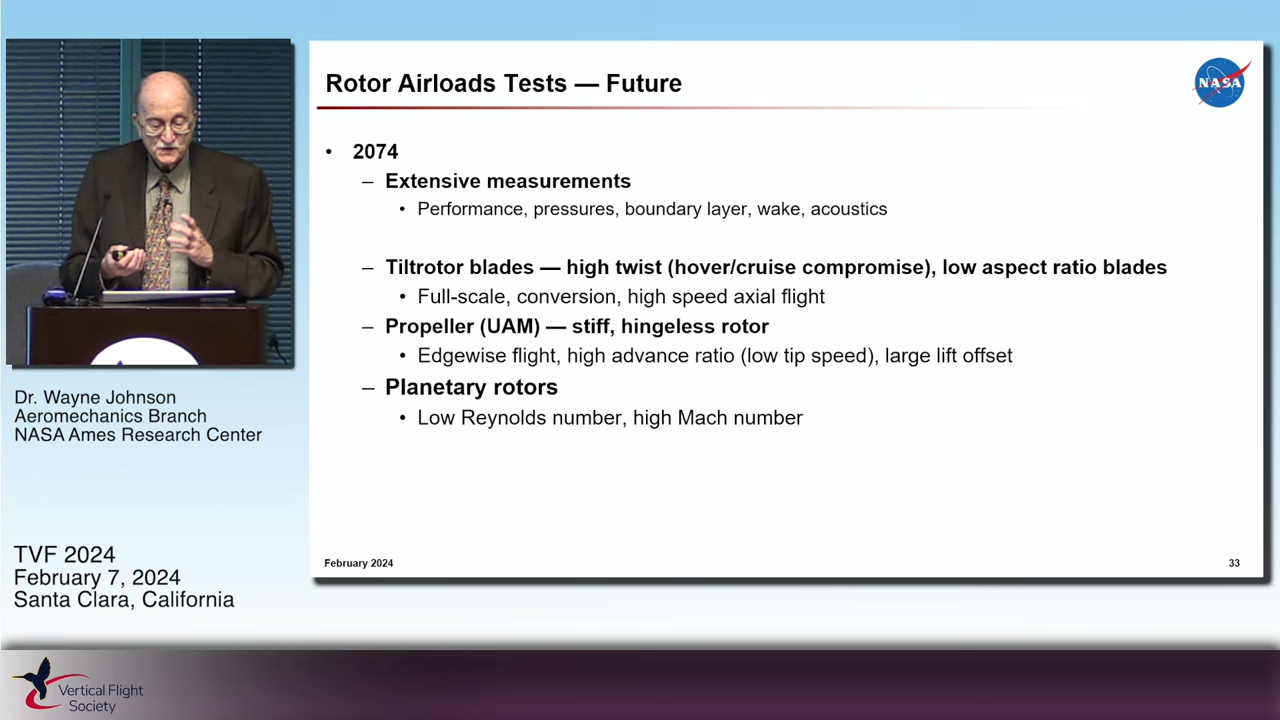 Rotor Airloads Tests — Future
NASA
• 2074
– Extensive measurements
• Performance, pressures, boundary layer, wake, acoustics
– Tiltrotor blades — high twist (hover/cruise compromise), low aspect ratio blades
• Full-scale, conversion, high speed axial flight
– Propeller (UAM) — stiff, hingeless rotor
• Edgewise flight, high advance ratio (low tip speed), large lift offset
– Planetary rotors
• Low Reynolds number, high Mach number
February 2024
33
Dr. Wayne Johnson
Aeromechanics Branch
NASA Ames Research Center
TVF 2024
February 7, 2024
Santa Clara, California
Vertical Flight
Society